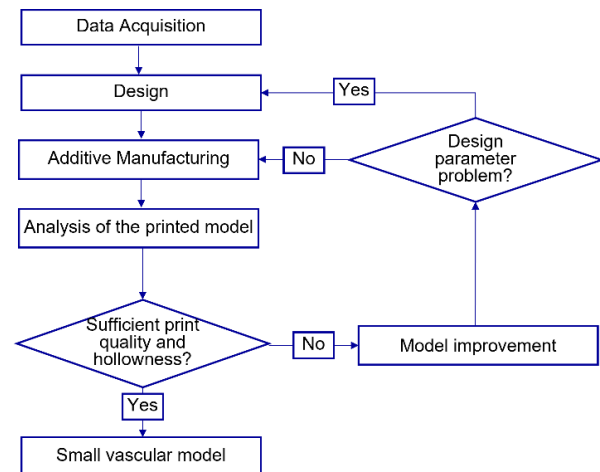 Data Acquisition
Design
Yes
Additive Manufacturing
No
Design
parameter
problem?
Analysis of the printed model
Sufficient print
quality and
hollowness?
No
Model improvement
Yes
Small vascular model